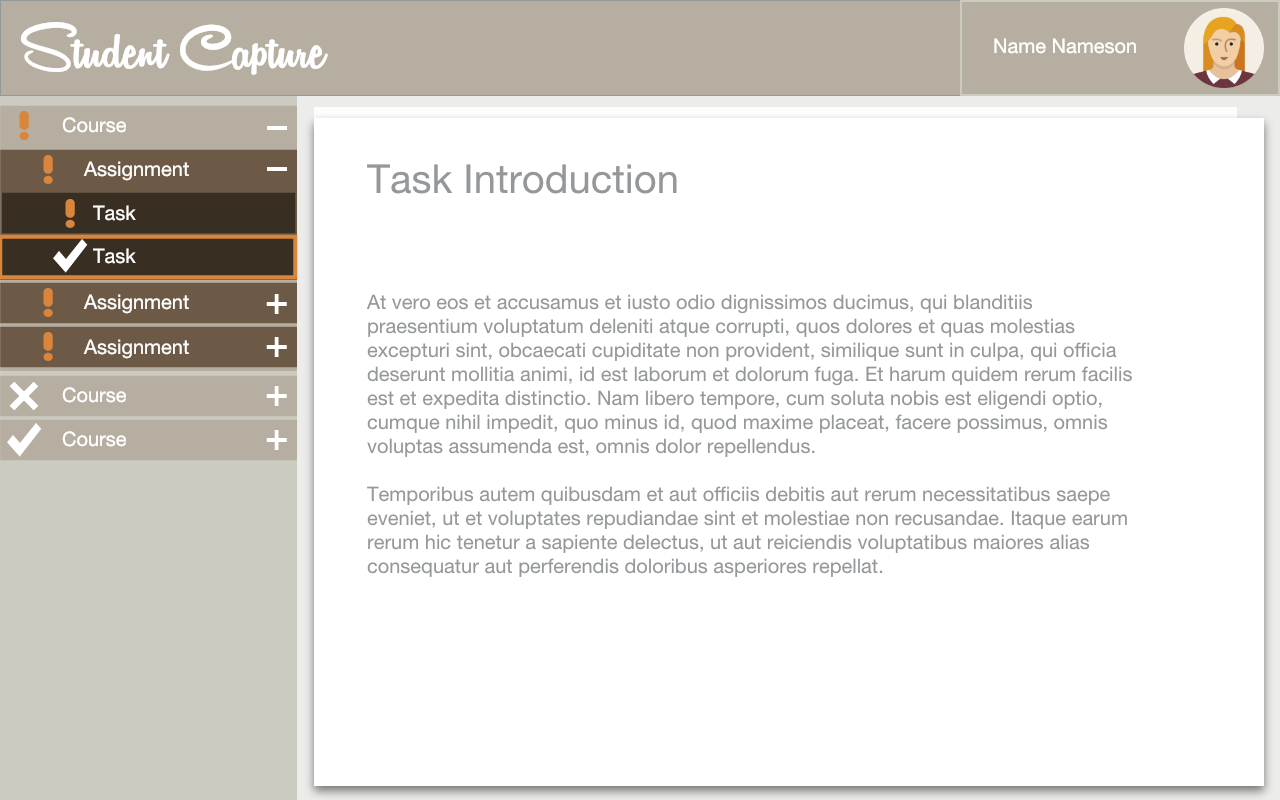 Student Capture
Name Nameson
Course
Assignment
Task
Task
Assignment
Assignment
Course
Course
Task Introduction
At vero eos et accusamus et iusto odio dignissimos ducimus, qui blanditiis
praesentium voluptatum deleniti atque corrupti, quos dolores et quas molestias
excepturi sint, obcaecati cupiditate non provident, similique sunt in culpa, qui officia
deserunt mollitia animi, id est laborum et dolorum fuga. Et harum quidem rerum facilis
est et expedita distinctio. Nam libero tempore, cum soluta nobis est eligendi optio,
cumque nihil impedit, quo minus id, quod maxime placeat, facere possimus, omnis
voluptas assumenda est, omnis dolor repellendus.
Temporibus autem quibusdam et aut officiis debitis aut rerum necessitatibus saepe
eveniet, ut et voluptates repudiandae sint et molestiae non recusandae. Itaque earum
rerum hic tenetur a sapiente delectus, ut aut reiciendis voluptatibus maiores alias
consequatur aut perferendis doloribus asperiores repellat.